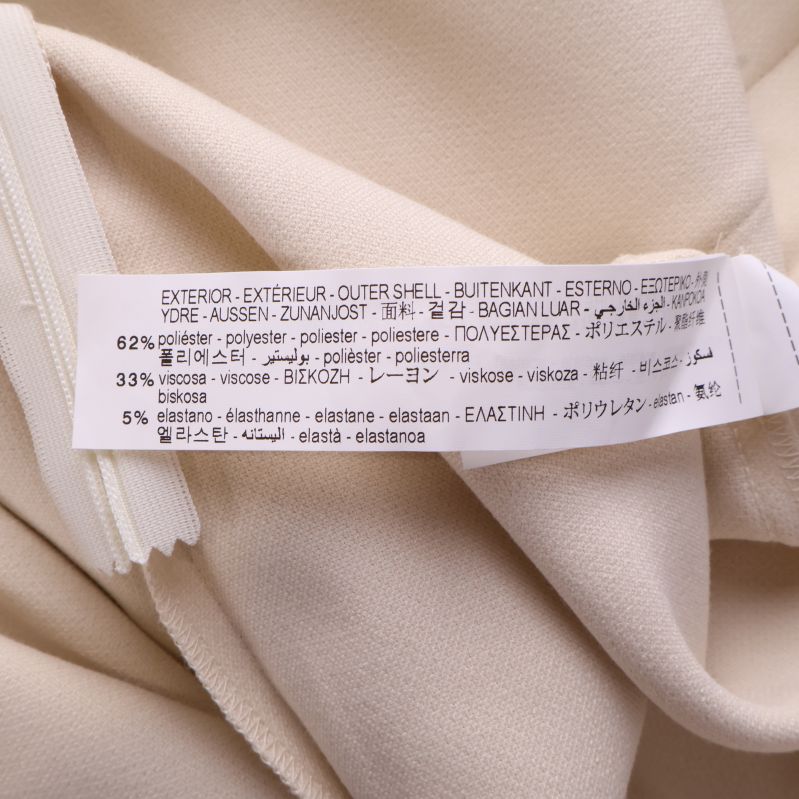 EXTERIOR - EXTÉRIEUR - OUTER SHELL - BUITENKANT - ESTERNO - ΕΞΩΤΕΡΙΚΟ - 外表
YDRE - AUSSEN - ZUNANJOST - 面料 - 겉감 - BAGIAN LUAR - الجزء الخارجي - KANPOKOA
62% poliéster - polyester - poliester - poliestere - ΠΟΛΥΕΣΤΕΡΑΣ - ポリエステル - 聚酯纤维
폴리에스터 - بوليستير - polièster - poliesterra
33% viscosa - viscose - ΒΙΣΚΟΖΗ - レーヨン - viskose - viskoza - 粘纤 - 비스코스 - فسكوز
biskosa
5% elastano - élasthanne - elastane - elastaan - ΕΛΑΣΤΙΝΗ - ポリウレタン - elastan - 氨纶
엘라스탄 - اليستانه - elastà - elastanoa